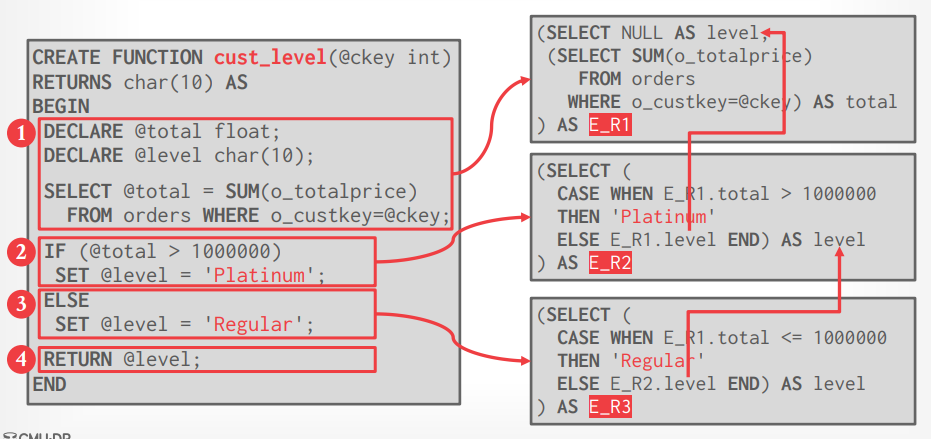 CREATE FUNCTION cust_level(@ckey int)
RETURNS char(10) AS
BEGIN
1
DECLARE @total float;
DECLARE @level char(10);
SELECT @total = SUM(o_totalprice)
FROM orders WHERE o_custkey=@ckey;
2
IF (@total > 1000000)
SET @level = 'Platinum';
3
ELSE
SET @level = 'Regular';
4
RETURN @level;
END
(SELECT NULL AS level,
(SELECT SUM(o_totalprice)
FROM orders
WHERE o_custkey=@ckey) AS total
) AS E_R1
(SELECT (
CASE WHEN E_R1.total > 1000000
THEN 'Platinum'
ELSE E_R1.level END) AS level
) AS E_R2
(SELECT (
CASE WHEN E_R1.total <= 1000000
THEN 'Regular'
ELSE E_R2.level END) AS level
) AS E_R3